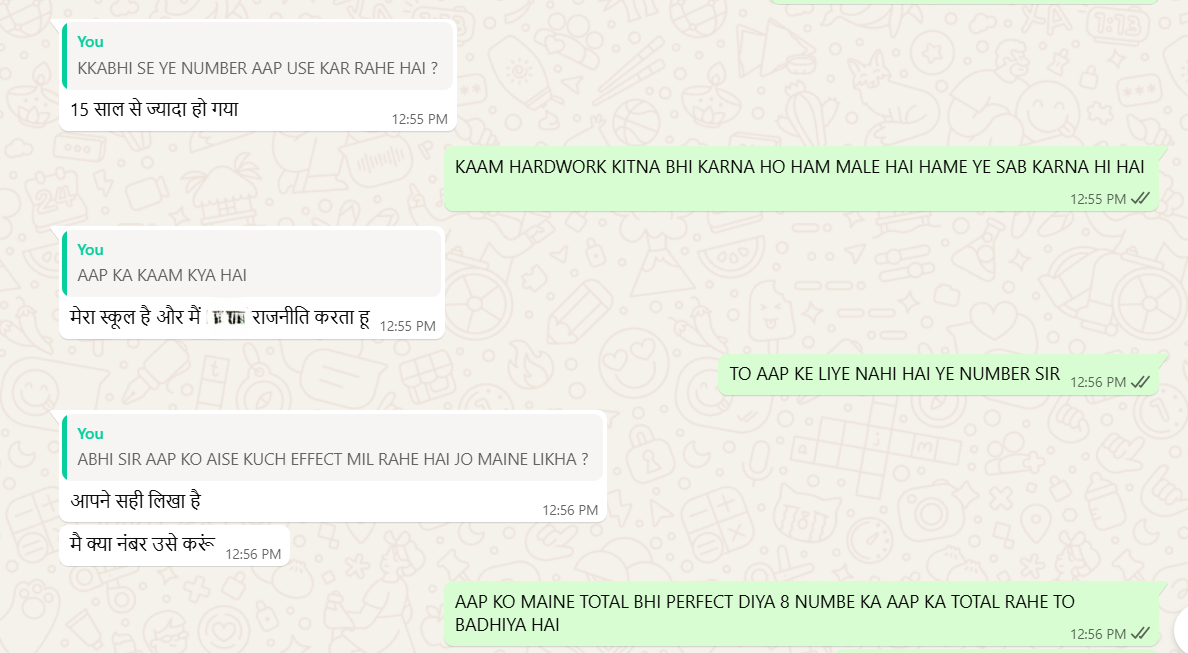 You
KKABHI SE YE NUMBER AAP USE KAR RAHE HAI ?
15 साल से ज्यादा हो गया
12:55 PM
KAAM HARDWORK KITNA BHI KARNA HO HAM MALE HAI HAME YE SAB KARNA HI HAI
12:55 PM
You
AAP KA KAAM KYA HAI
मेरा स्कूल है और मैं राजनीति करता हू 12:55 PM
TO AAP KE LIYE NAHI HAI YE NUMBER SIR 12:56 PM
You
ABHI SIR AAP KO AISE KUCH EFFECT MIL RAHE HAI JO MAINE LIKHA ?
आपने सही लिखा है
12:56 PM
मै क्या नंबर उसे करूं 12:56 PM
AAP KO MAINE TOTAL BHI PERFECT DIYA 8 NUMBE KA AAP KA TOTAL RAHE TO
BADHIYA HAI
12:56 PM